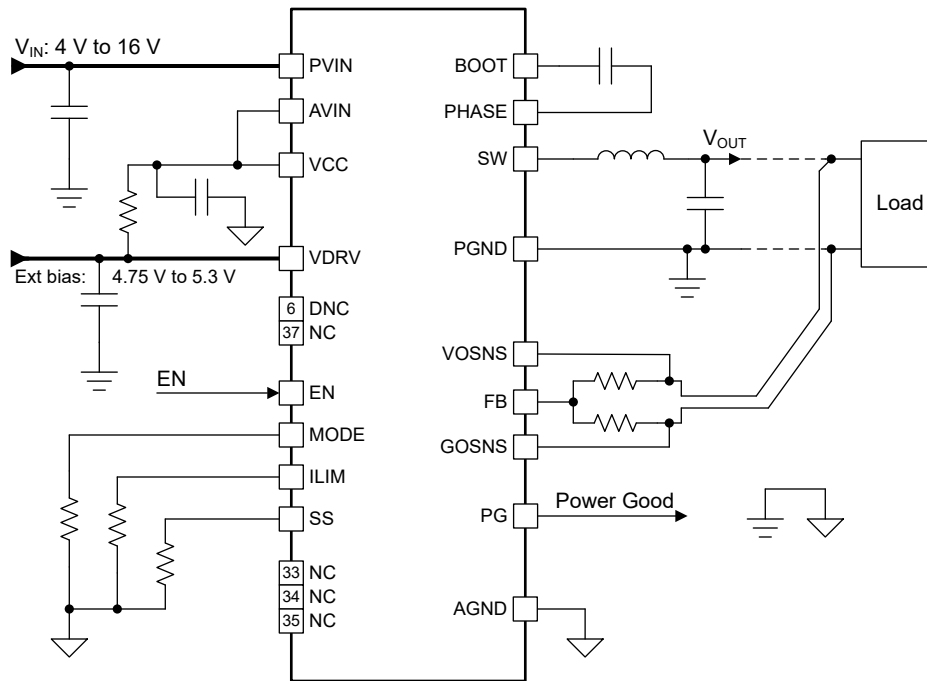 V_IN: 4 V to 16 V
PVIN
AVIN
VCC
VDRV
Ext bias: 4.75 V to 5.3 V
6 DNC
37 NC
EN
EN
MODE
ILIM
SS
33 NC
34 NC
35 NC
BOOT
PHASE
SW
V_OUT
Load
PGND
VOSNS
FB
GOSNS
PG
Power Good
AGND